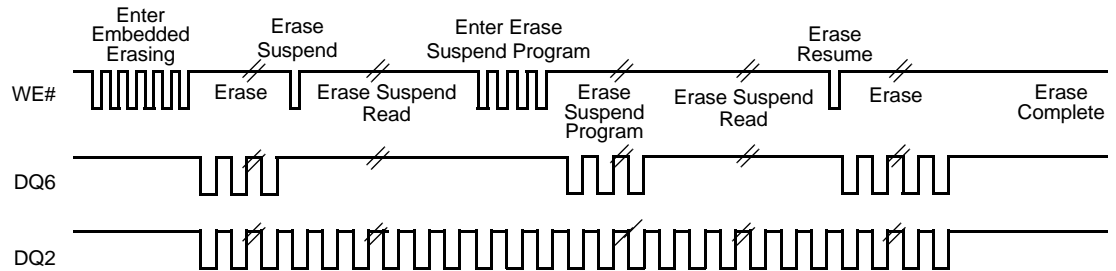 Enter
Embedded
Erasing
Erase
Suspend
Enter Erase
Suspend Program
Erase
Resume
WE#
Erase
Erase Suspend
Read
Erase
Suspend
Program
Erase Suspend
Read
Erase
Erase
Complete
DQ6
DQ2